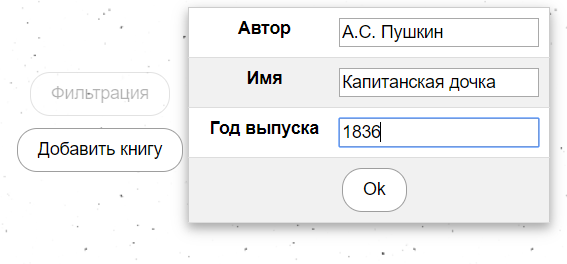 Фильтрация
Добавить книгу
Автор
А.С. Пушкин
Имя
Капитанская дочка
Год выпуска
1836
Ok